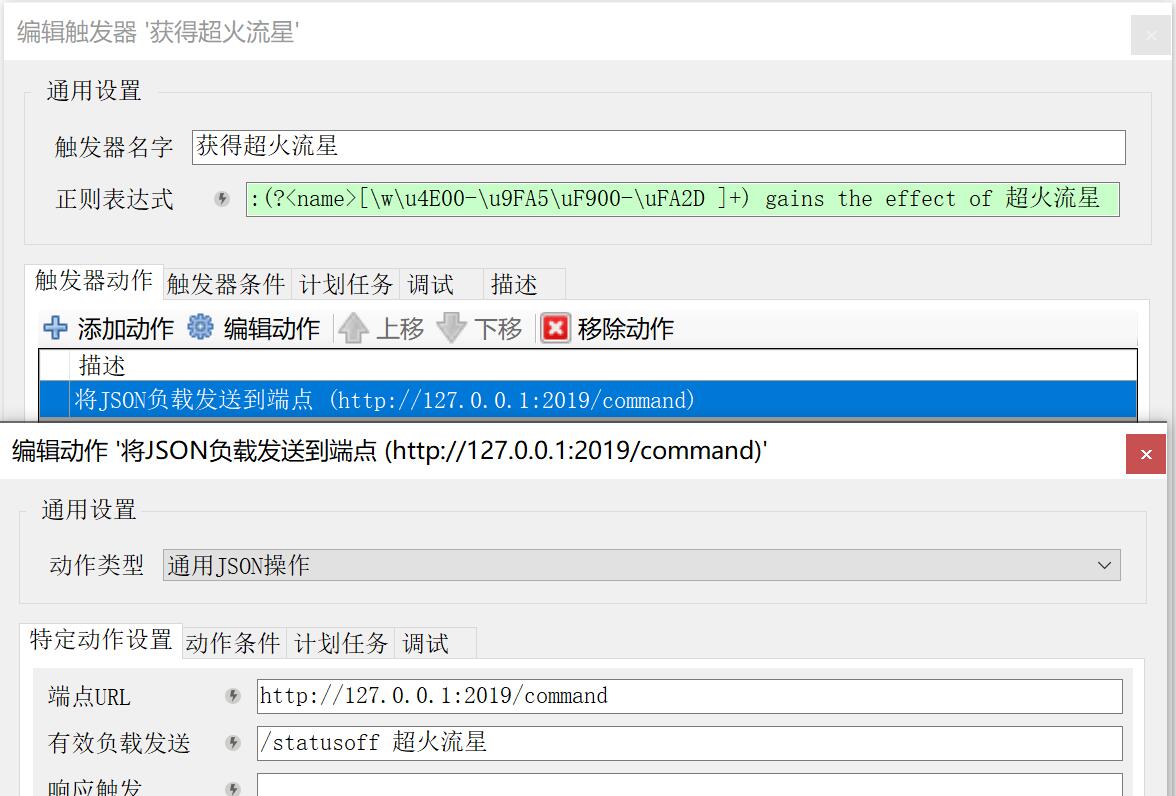 编辑触发器 '获得超火流星'
通用设置
触发器名字 获得超火流星
正则表达式 :(?<name>[\w\u4E00-\u9FA5\uF900-\uFA2D ]+) gains the effect of 超火流星
触发器动作 触发器条件 计划任务 调试 描述
添加动作 编辑动作 上移 下移 移除动作
描述
将JSON负载发送到端点 (http://127.0.0.1:2019/command)
编辑动作 '将JSON负载发送到端点 (http://127.0.0.1:2019/command)'
通用设置
动作类型 通用JSON操作
特定动作设置 动作条件 计划任务 调试
端点URL http://127.0.0.1:2019/command
有效负载发送 /statusoff 超火流星
响应触发